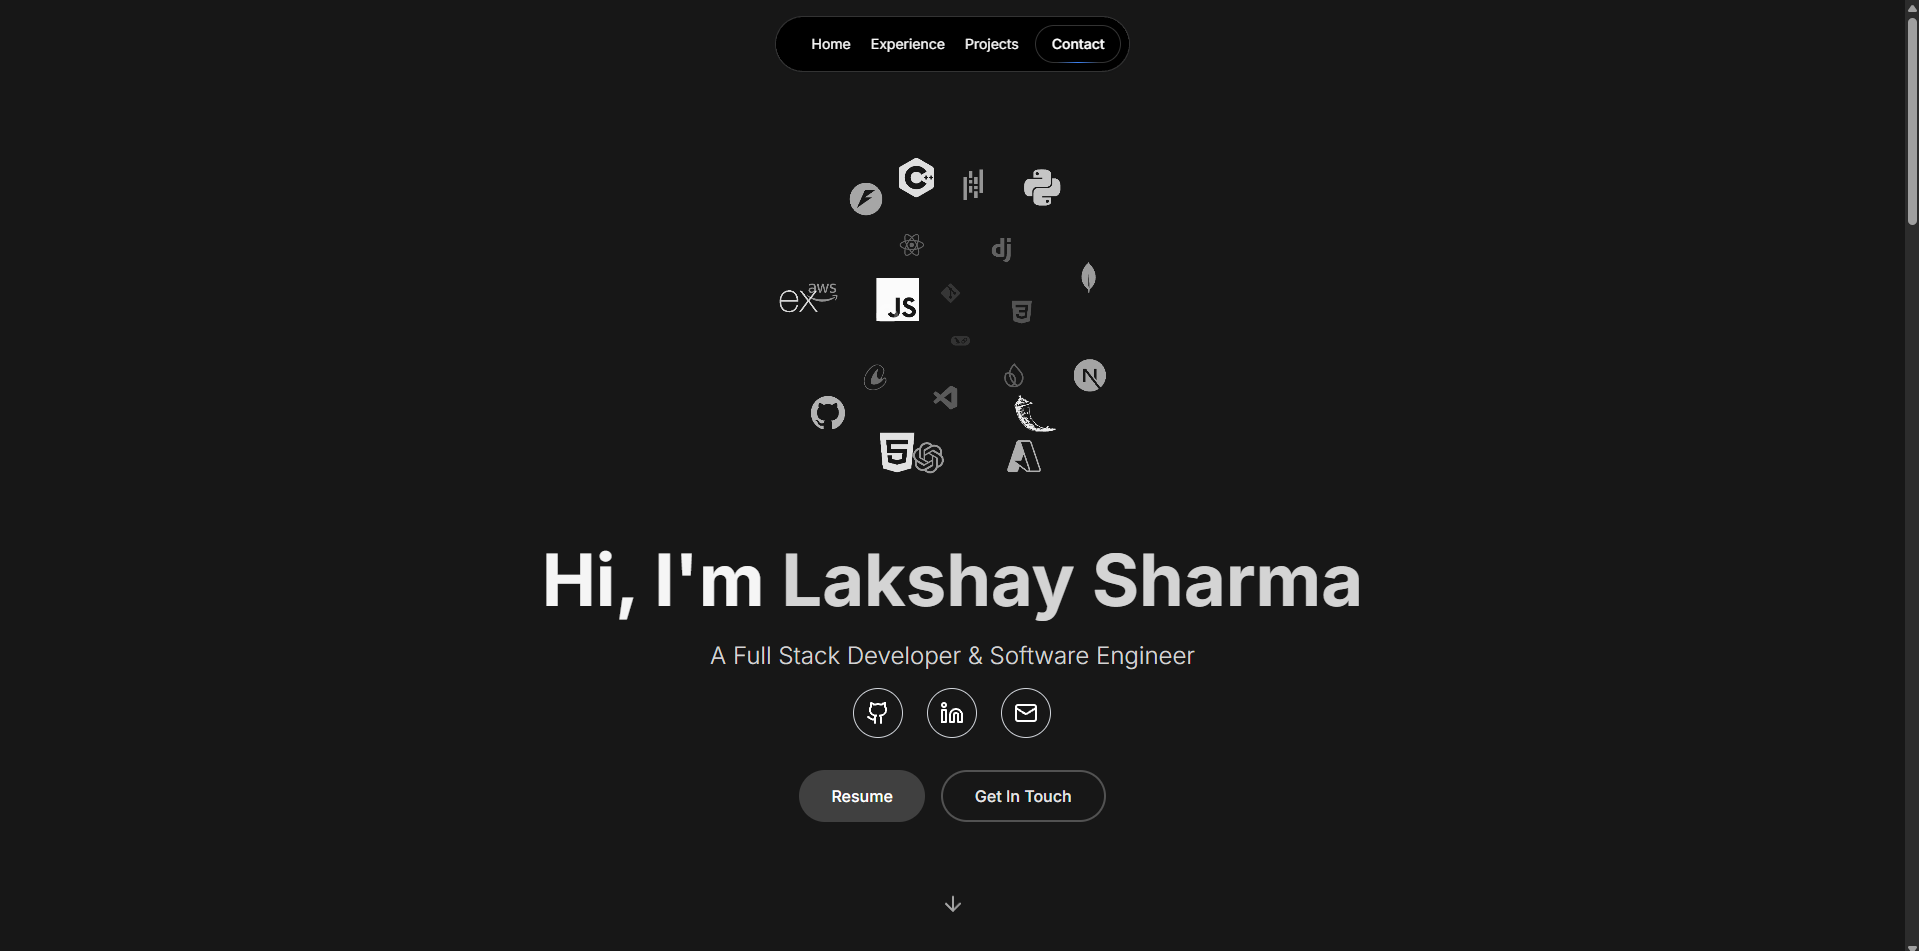 Home Experience Projects Contact
C++
dj
ex aws
JS
3
N
5
Hi, I'm Lakshay Sharma
A Full Stack Developer & Software Engineer
in
Resume Get In Touch